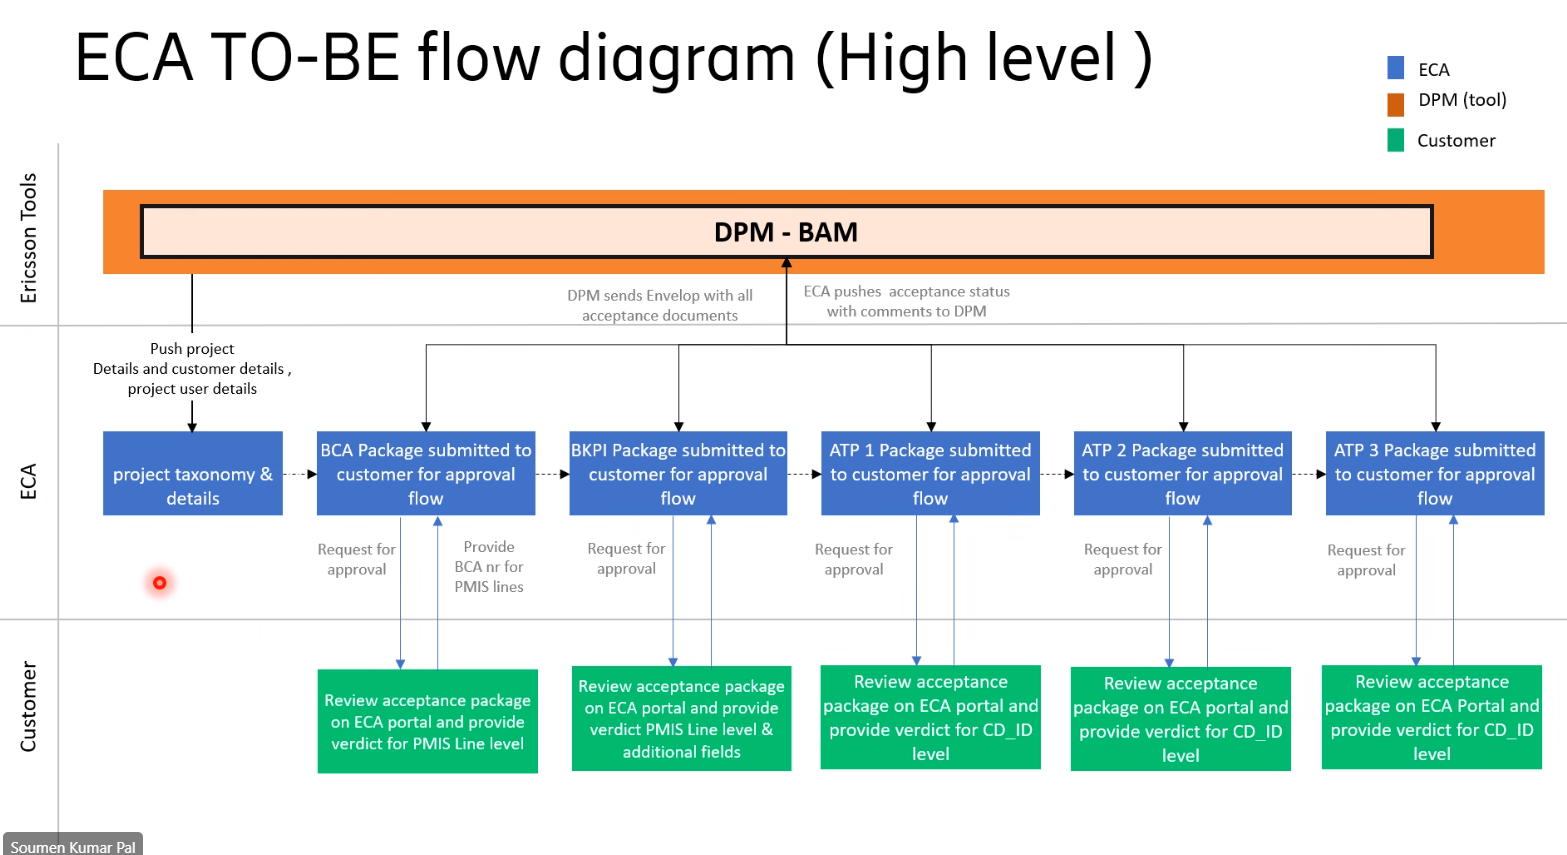 ECA TO-BE flow diagram (High level )
ECA
DPM (tool)
Customer
Ericsson Tools
DPM - BAM
DPM sends Envelop with all
acceptance documents
ECA pushes acceptance status
with comments to DPM
Push project
Details and customer details ,
project user details
ECA
project taxonomy &
details
BCA Package submitted to
customer for approval
flow
BKPI Package submitted to
customer for approval
flow
ATP 1 Package submitted
to customer for approval
flow
ATP 2 Package submitted
to customer for approval
flow
ATP 3 Package submitted
to customer for approval
flow
Request for
approval
Provide
BCA nr for
PMIS lines
Request for
approval
Request for
approval
Request for
approval
Request for
approval
Customer
Review acceptance package
on ECA portal and provide
verdict for PMIS Line level
Review acceptance package
on ECA portal and provide
verdict PMIS Line level &
additional fields
Review acceptance
package on ECA portal and
provide verdict for CD_ID
level
Review acceptance
package on ECA portal and
provide verdict for CD_ID
level
Review acceptance
package on ECA Portal and
provide verdict for CD_ID
level
Soumen Kumar Pal